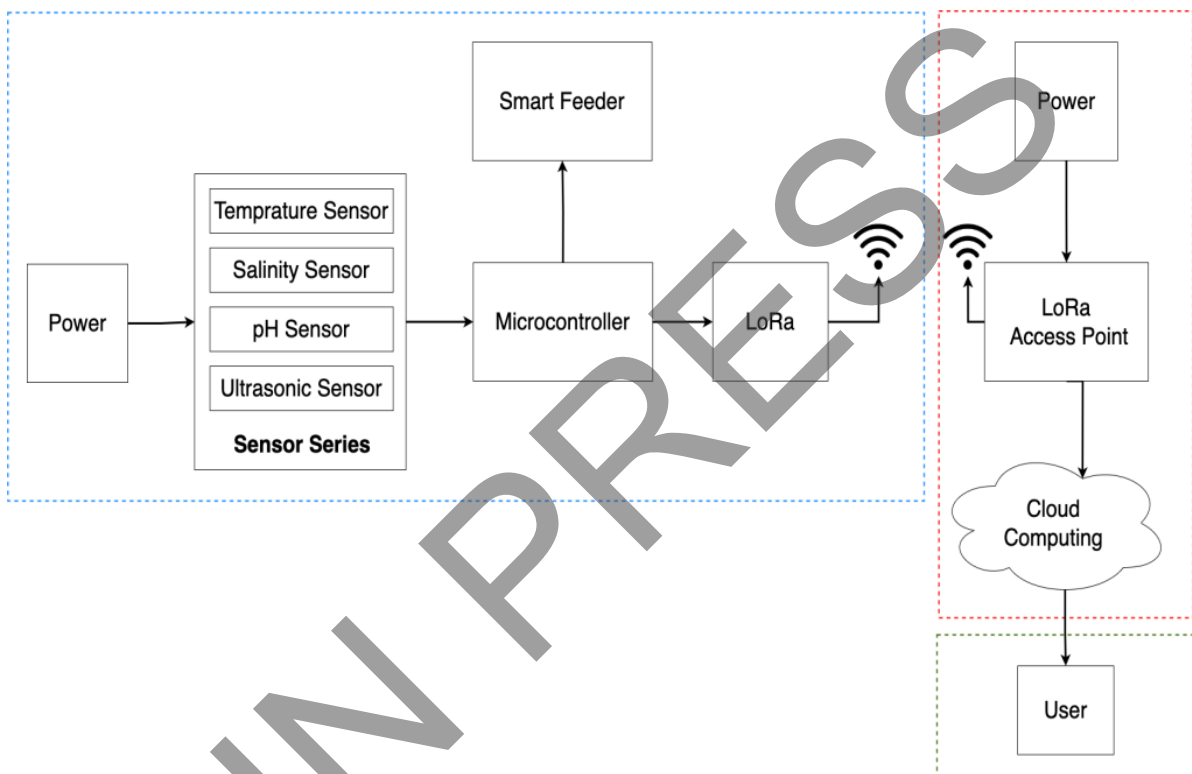 Smart Feeder
Power
Temprature Sensor
Salinity Sensor
pH Sensor
Ultrasonic Sensor
Sensor Series
Power
Microcontroller
LoRa
LoRa
Access Point
Cloud
Computing
User
IN PRESS